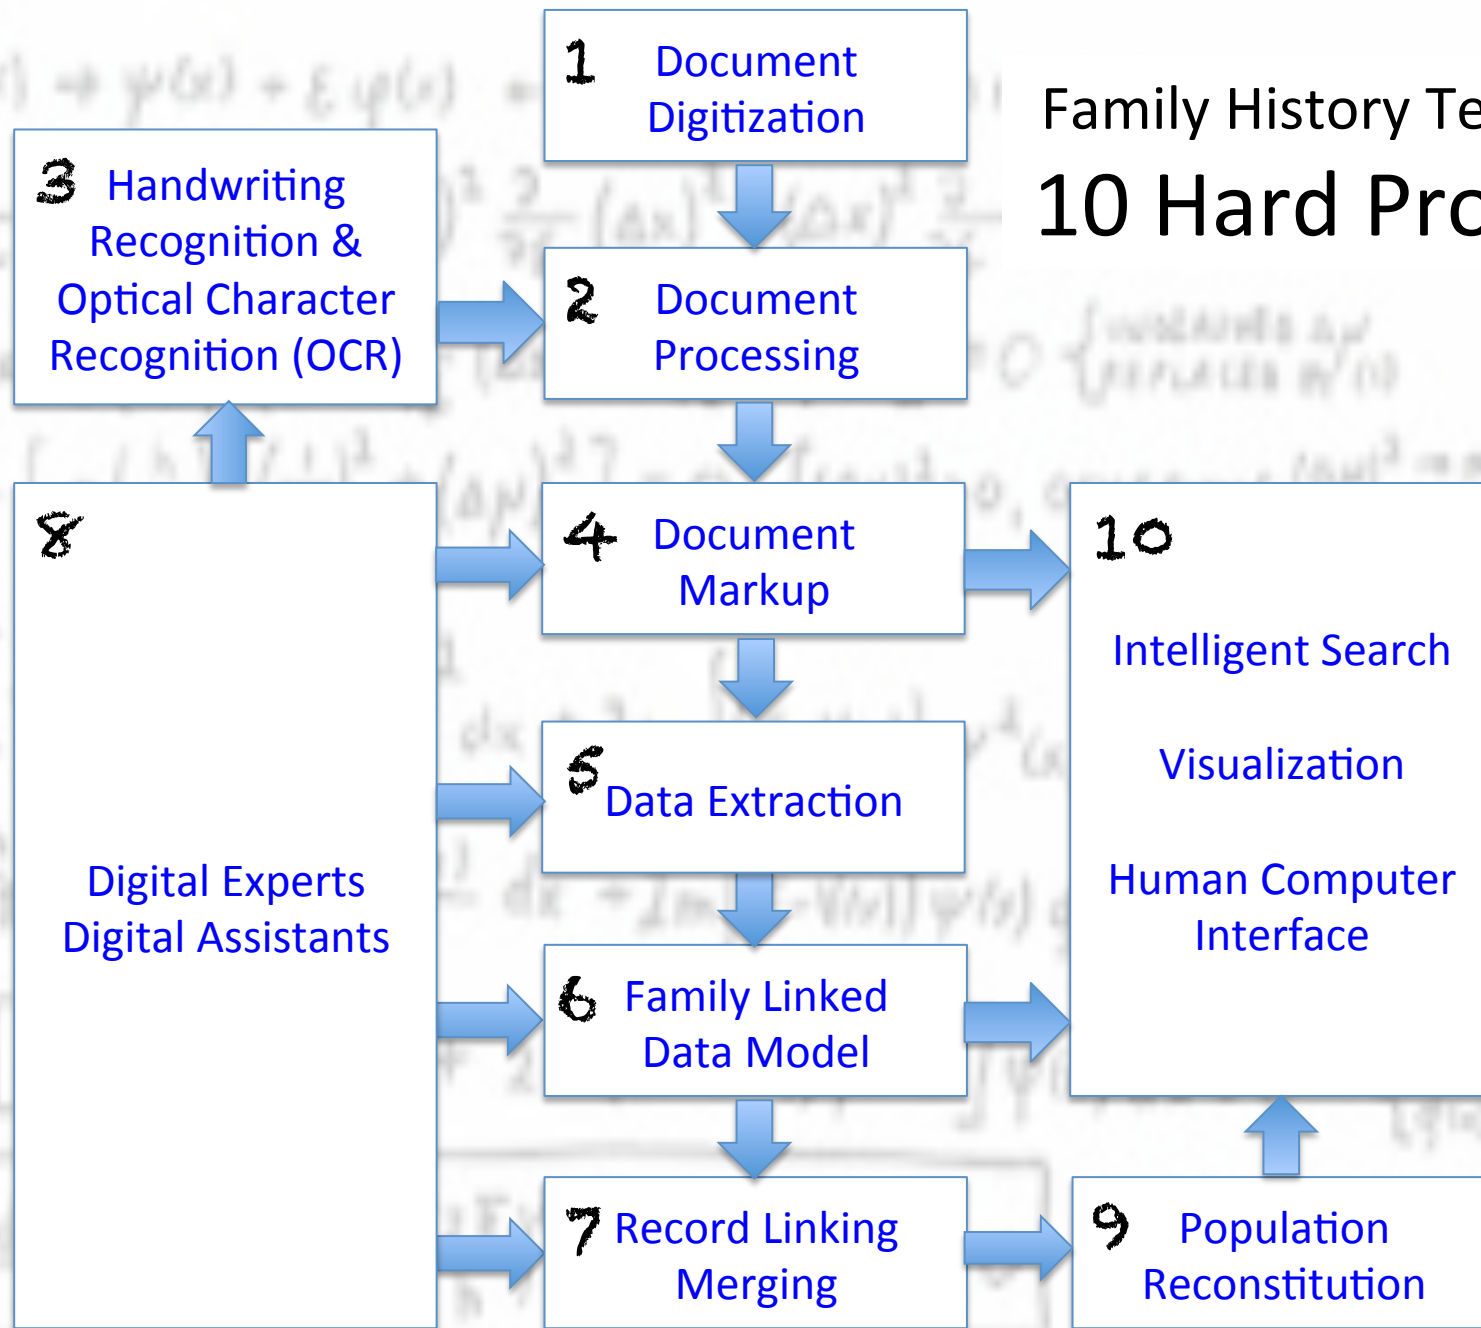 1 Document
Digitization
Family History Te
10 Hard Pro
3 Handwriting
Recognition &
Optical Character
Recognition (OCR)
2 Document
Processing
8
Digital Experts
Digital Assistants
4 Document
Markup
10
Intelligent Search
Visualization
Human Computer
Interface
5 Data Extraction
6 Family Linked
Data Model
7 Record Linking
Merging
9 Population
Reconstitution